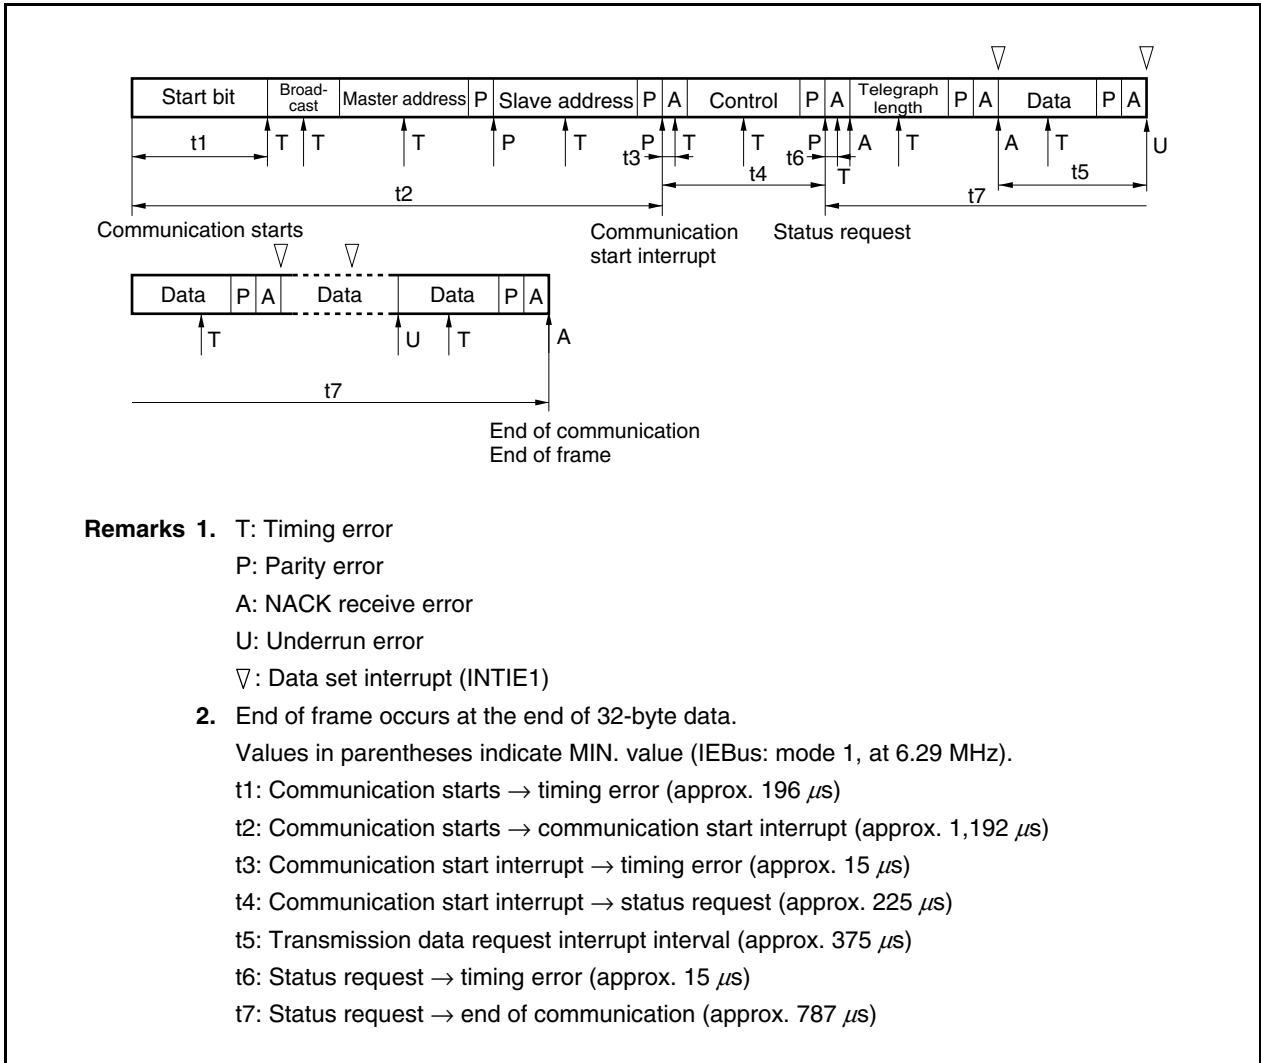 Start bit Broad- cast Master address P Slave address P A Control P A Telegraph length P A Data P A
t1 T T T P T P T T P A T A T U
t3 t6 T
t4 t5
t2 t7
Communication starts Communication start interrupt Status request
Data P A Data Data P A
T U T A
t7
End of communication
End of frame
Remarks 1. T: Timing error
P: Parity error
A: NACK receive error
U: Underrun error
▽: Data set interrupt (INTIE1)
2. End of frame occurs at the end of 32-byte data.
Values in parentheses indicate MIN. value (IEBus: mode 1, at 6.29 MHz).
t1: Communication starts → timing error (approx. 196 μs)
t2: Communication starts → communication start interrupt (approx. 1,192 μs)
t3: Communication start interrupt → timing error (approx. 15 μs)
t4: Communication start interrupt → status request (approx. 225 μs)
t5: Transmission data request interrupt interval (approx. 375 μs)
t6: Status request → timing error (approx. 15 μs)
t7: Status request → end of communication (approx. 787 μs)